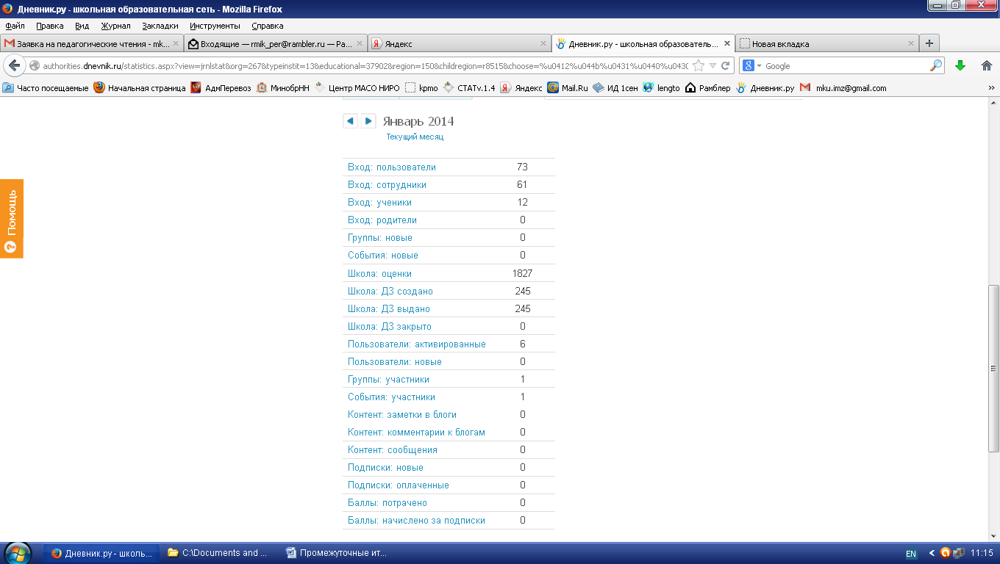 Дневник.ру - школьная образовательная сеть - Mozilla Firefox
Файл Правка Вид Журнал Закладки Инструменты Справка
Заявка на педагогические чтения - mk... Входящие — rmik_per@rambler.ru — Ра... Яндекс Дневник.ру - школьная образователь... Новая вкладка
authorities.dnevnik.ru/statistics.aspx?view=jrnlstat&org=267&typeinstit=13&educational=37902&region=150&childregion=r8515&choose=%u0412%u044b%u0431%u0440%u0430 Google
Часто посещаемые Начальная страница АдмПеревоз МинобрНН Центр МАСО НИРО kpmo СТАТv.1.4 Яндекс Mail.Ru ИД 1сен lengto Рамблер Дневник.ру mku.imz@gmail.com »
Январь 2014
Текущий месяц
Вход: пользователи 73
Вход: сотрудники 61
Вход: ученики 12
Вход: родители 0
Группы: новые 0
События: новые 0
Школа: оценки 1827
Школа: ДЗ создано 245
Школа: ДЗ выдано 245
Школа: ДЗ закрыто 0
Пользователи: активированные 6
Пользователи: новые 0
Группы: участники 1
События: участники 1
Контент: заметки в блоги 0
Контент: комментарии к блогам 0
Контент: сообщения 0
Подписки: новые 0
Подписки: оплаченные 0
Баллы: потрачено 0
Баллы: начислено за подписки 0
Помощь
Дневник.ру - школь... C:\Documents and ... Промежуточные ит... EN 11:15